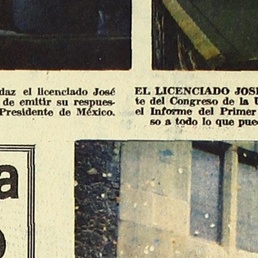 daz el licenciado José
de emitir su respues-
Presidente de México.
EL LICENCIADO JOSE
te del Congreso de la U
el Informe del Primer
so a todo lo que pue
a